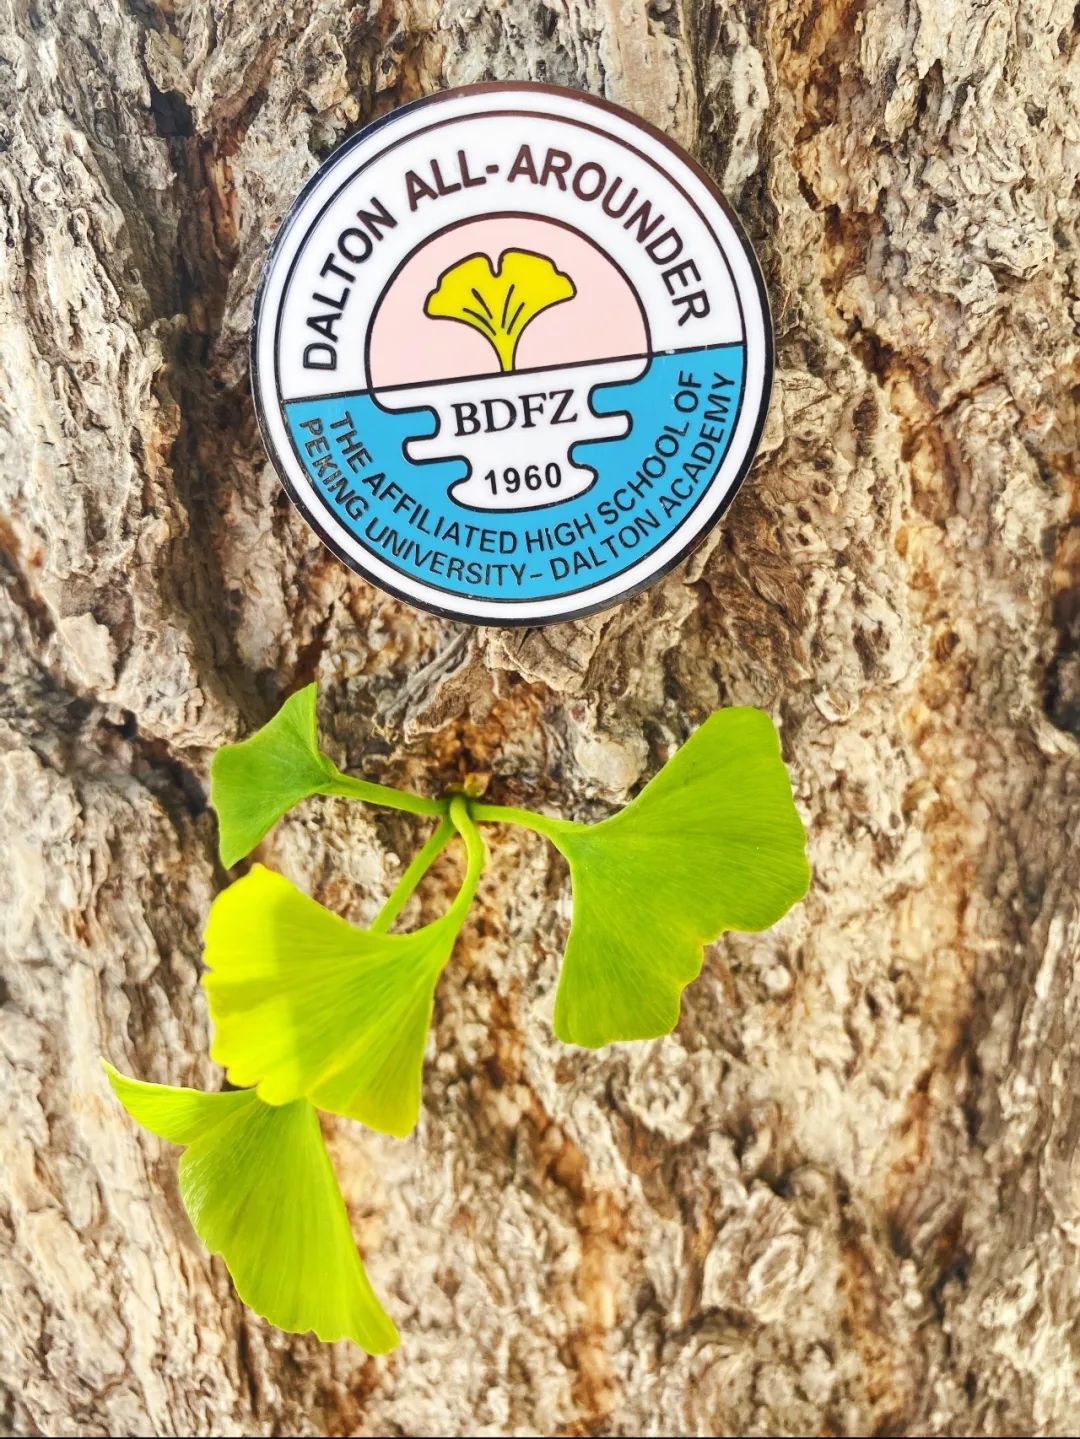 DALTON ALL-AROUNDER
BDFZ
1960
THE AFFILIATED HiGH SCHOOL OF
PEKING UNIVERSITY-DALTON ACADEMY